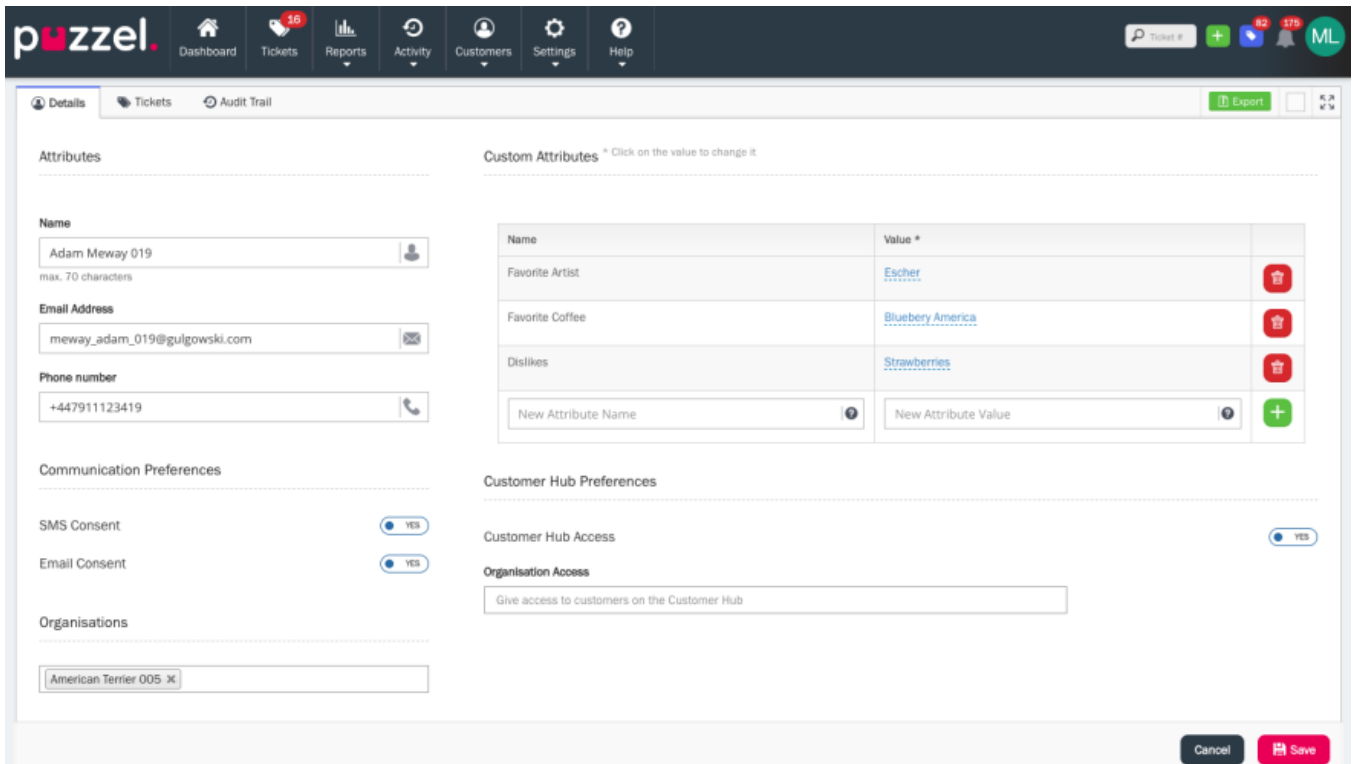 puzzel.
Dashboard
16
Tickets
Reports
Activity
Customers
Settings
Help
Ticket #
82
175
ML
Details
Tickets
Audit Trail
Export
Attributes
Custom Attributes * Click on the value to change it
Name
Adam Meway 019
max. 70 characters
Email Address
meway_adam_019@gulgowski.com
Phone number
+447911123419
Name Value *
Favorite Artist Escher
Favorite Coffee Bluebery America
Dislikes Strawberries
New Attribute Name New Attribute Value
Communication Preferences
SMS Consent YES
Email Consent YES
Customer Hub Preferences
Customer Hub Access YES
Organisation Access
Give access to customers on the Customer Hub
Organisations
American Terrier 005 ×
Cancel
Save